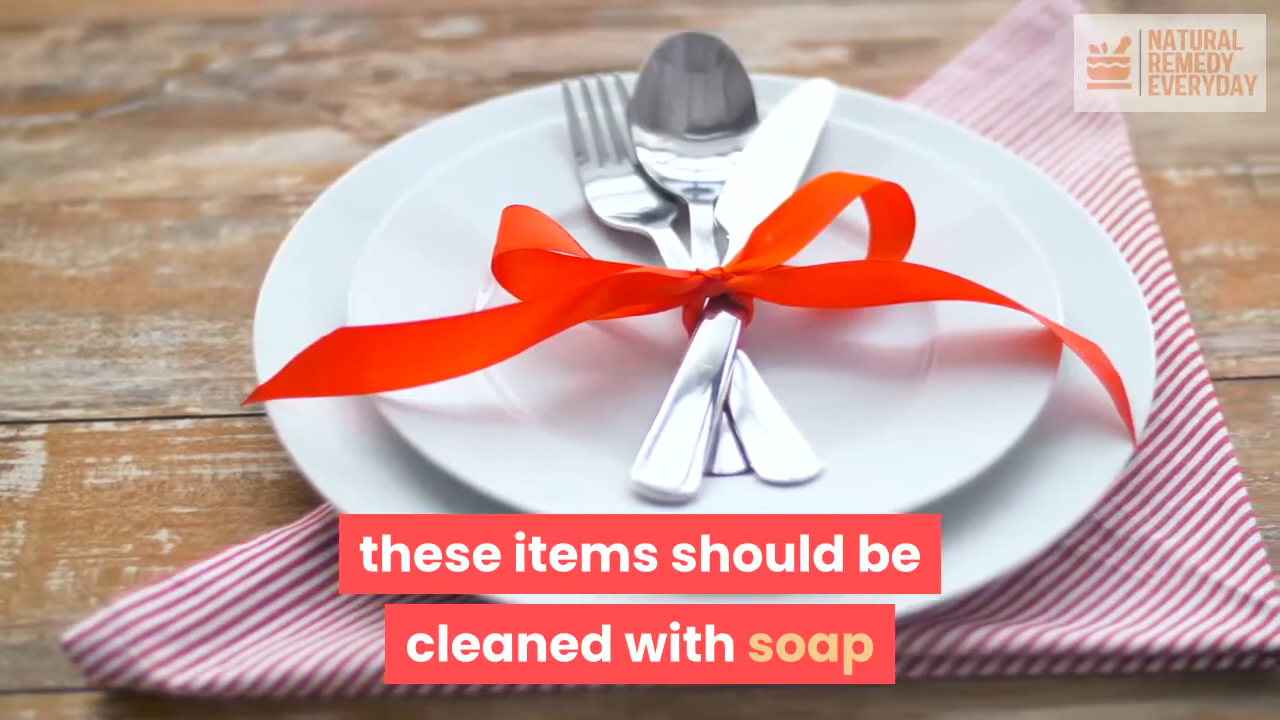 NATURAL
REMEDY
EVERYDAY
these items should be
cleaned with soap